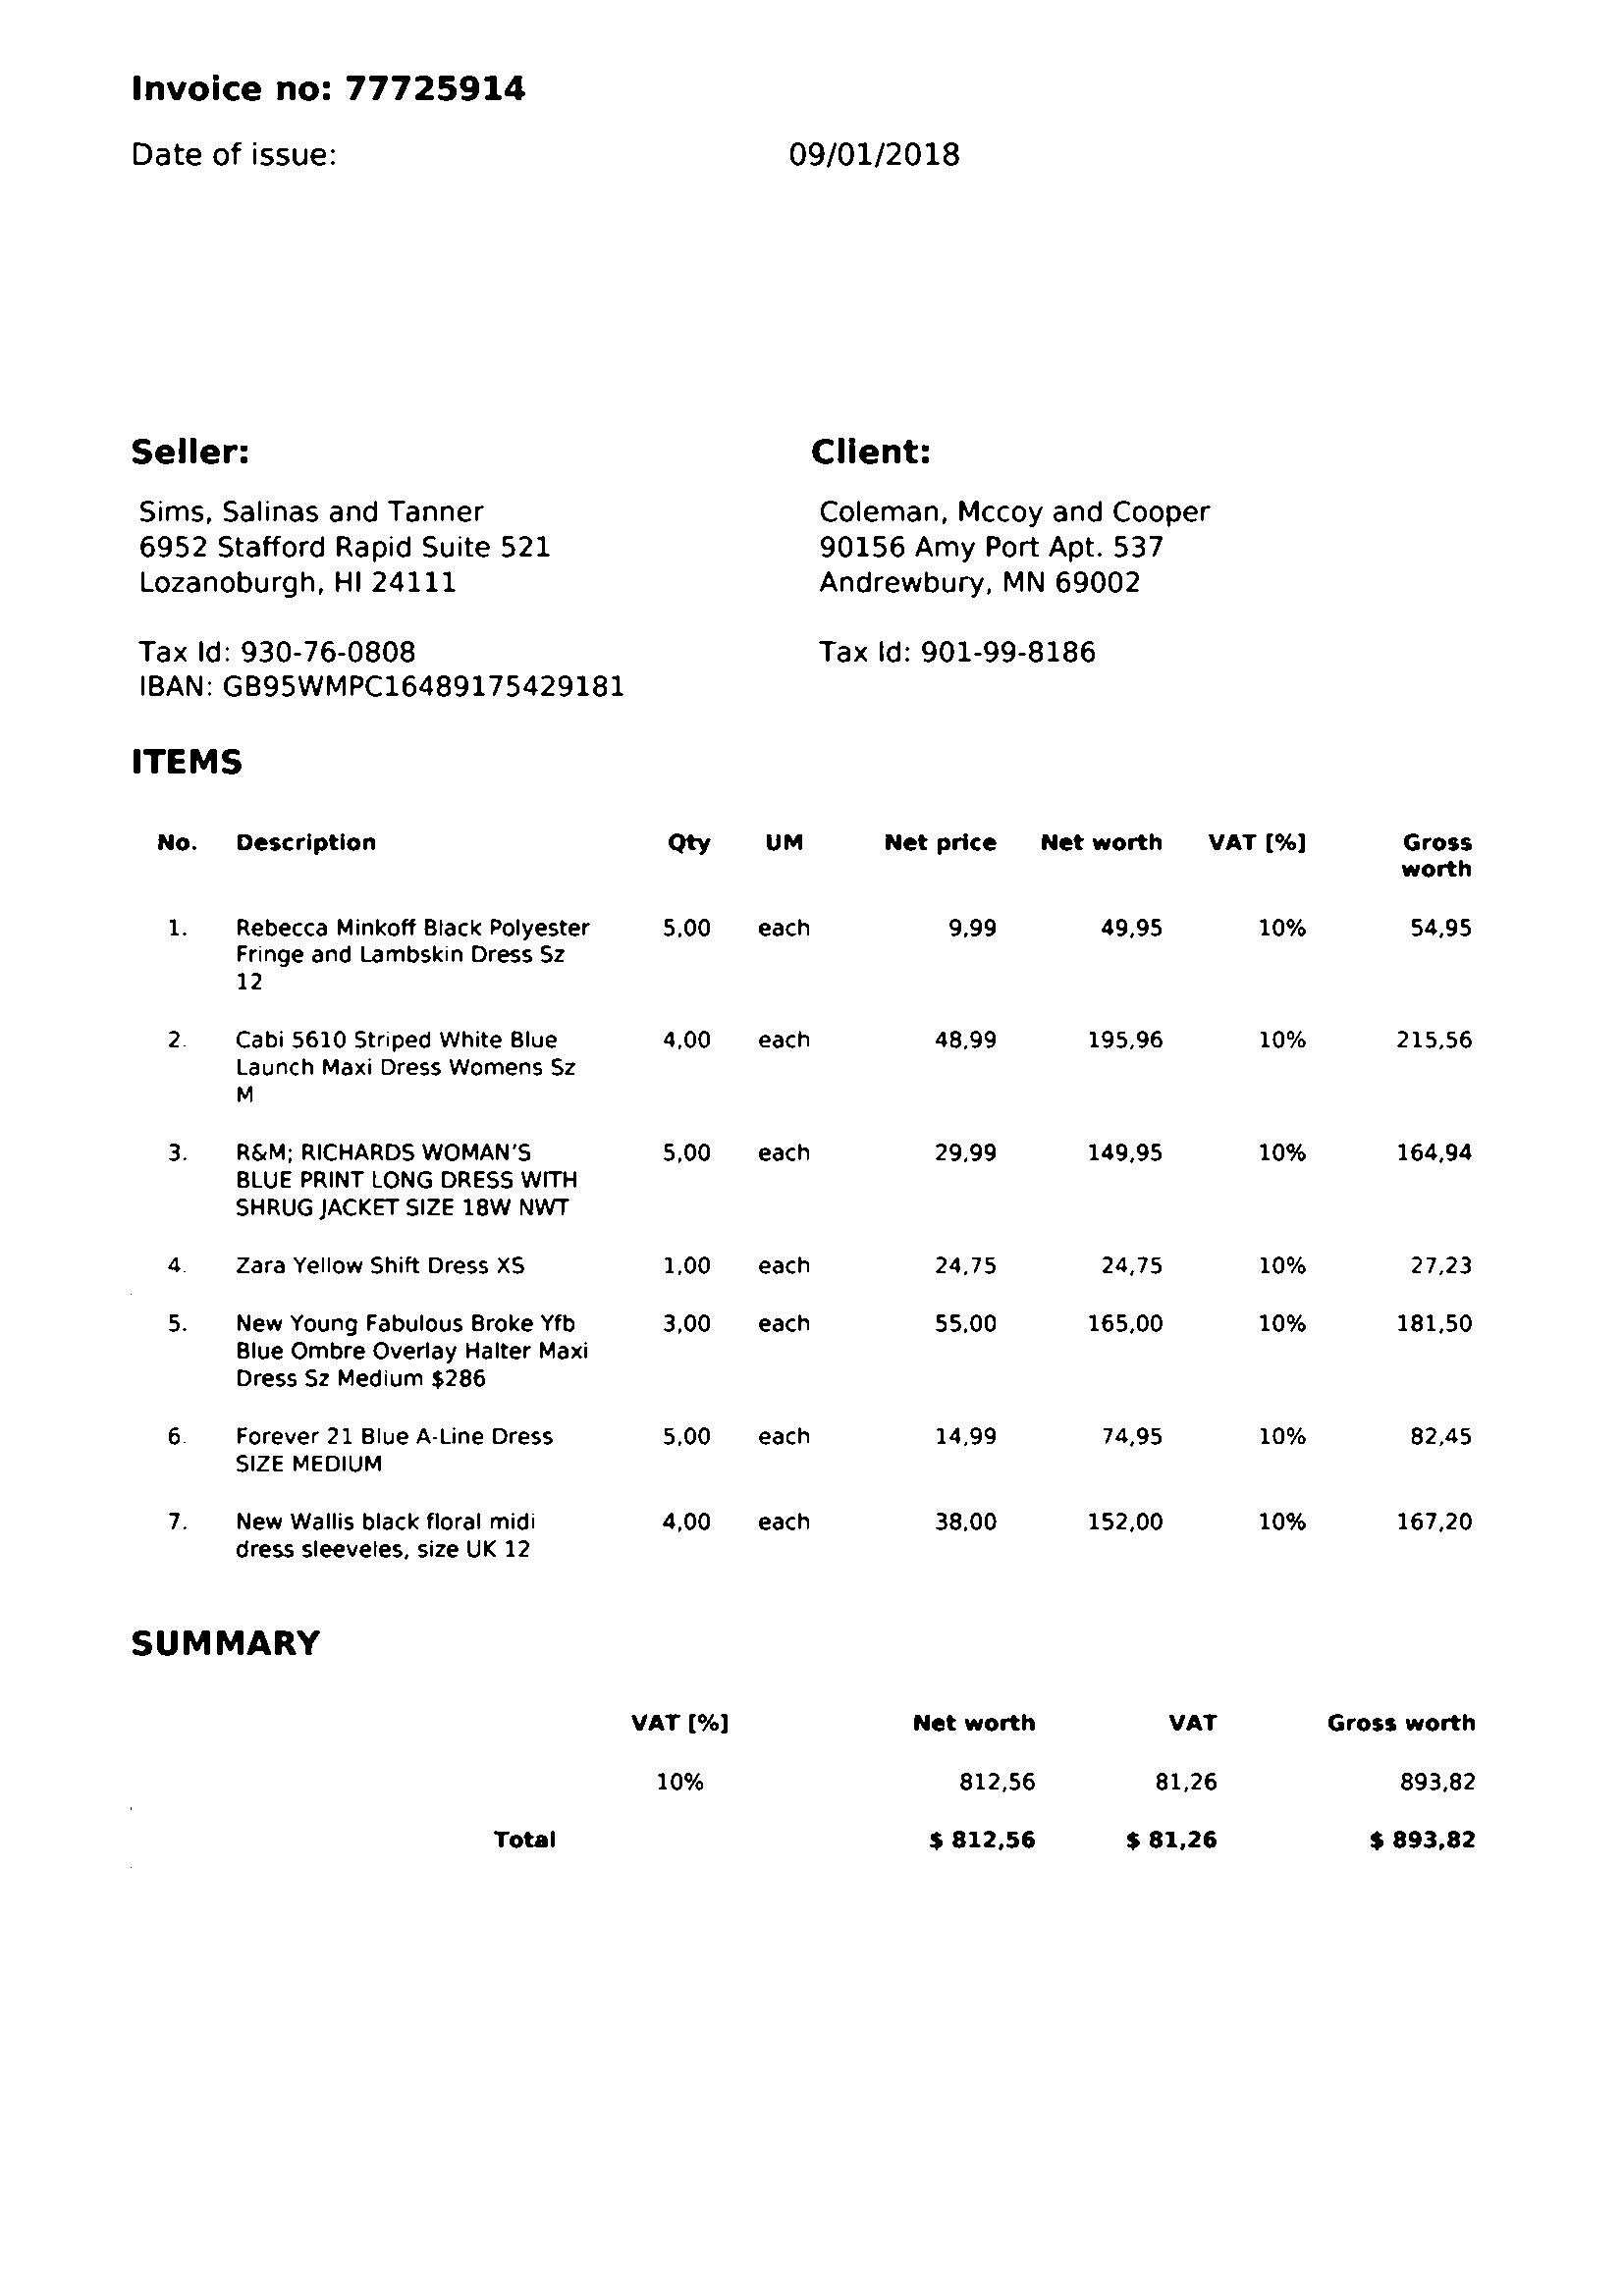 Invoice no: 77725914
Date of issue: 09/01/2018
Seller: Client:
Sims, Salinas and Tanner Coleman, Mccoy and Cooper
6952 Stafford Rapid Suite 521 90156 Amy Port Apt. 537
Lozanoburgh, HI 24111 Andrewbury, MN 69002
Tax Id: 930-76-0808 Tax Id: 901-99-8186
IBAN: GB95WMPC16489175429181
ITEMS
No. Description Qty UM Net price Net worth VAT [%] Gross
worth
1. Rebecca Minkoff Black Polyester 5,00 each 9,99 49,95 10% 54,95
Fringe and Lambskin Dress Sz
12
2. Cabi 5610 Striped White Blue 4,00 each 48,99 195,96 10% 215,56
Launch Maxi Dress Womens Sz
M
3. R&M; RICHARDS WOMAN'S 5,00 each 29,99 149,95 10% 164,94
BLUE PRINT LONG DRESS WITH
SHRUG JACKET SIZE 18W NWT
4. Zara Yellow Shift Dress XS 1,00 each 24,75 24,75 10% 27,23
5. New Young Fabulous Broke Yfb 3,00 each 55,00 165,00 10% 181,50
Blue Ombre Overlay Halter Maxi
Dress Sz Medium $286
6. Forever 21 Blue A-Line Dress 5,00 each 14,99 74,95 10% 82,45
SIZE MEDIUM
7. New Wallis black floral midi 4,00 each 38,00 152,00 10% 167,20
dress sleeveles, size UK 12
SUMMARY
VAT [%] Net worth VAT Gross worth
10% 812,56 81,26 893,82
Total $ 812,56 $ 81,26 $ 893,82